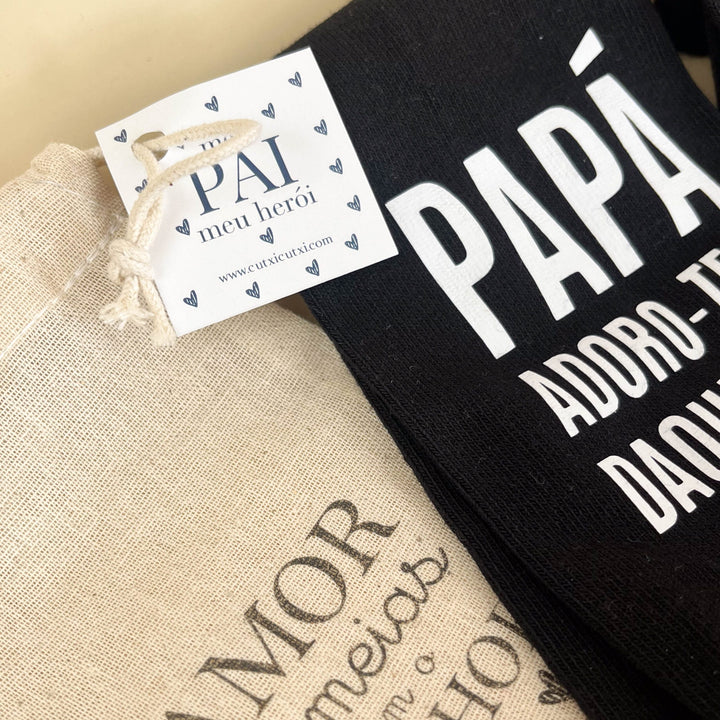 PAI
meu herói
www.cutxicutxi.com
PAPÁ
ADORO-TE
AMOR
meias
o